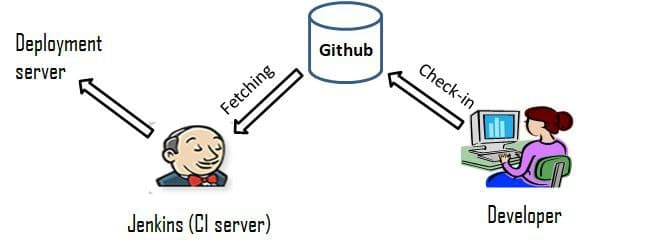 Deployment
server
Github
Fetching
Check-in
Jenkins (CI server)
Developer